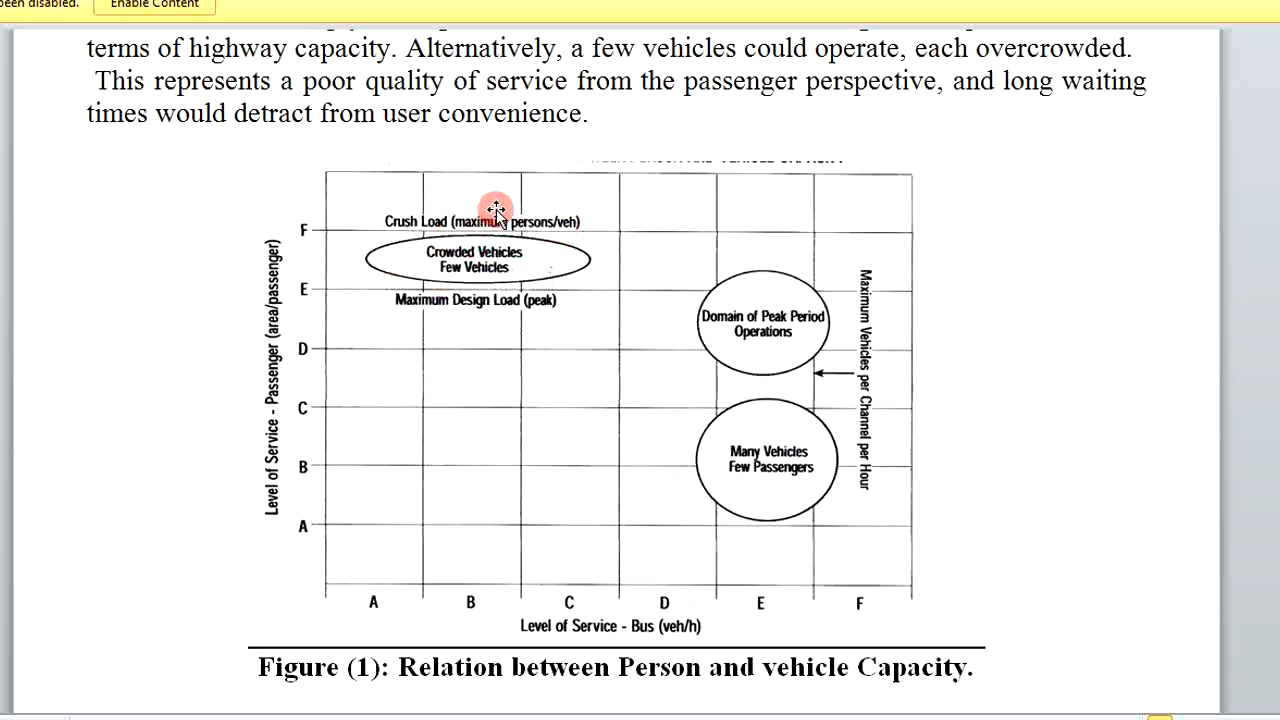 been disabled.
Enable Content
terms of highway capacity. Alternatively, a few vehicles could operate, each overcrowded.
This represents a poor quality of service from the passenger perspective, and long waiting
times would detract from user convenience.
Crush Load (maximum persons/veh)
Crowded Vehicles
Few Vehicles
Maximum Design Load (peak)
Domain of Peak Period
Operations
Many Vehicles
Few Passengers
Maximum Vehicles per Channel per Hour
Level of Service - Passenger (area/passenger)
F
E
D
C
B
A
A B C D E F
Level of Service - Bus (veh/h)
Figure (1): Relation between Person and vehicle Capacity.